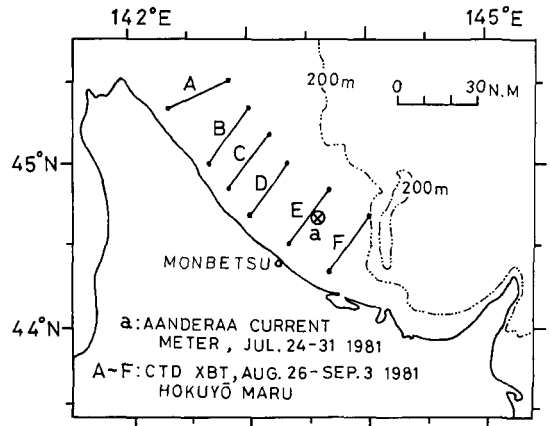 142°E
145°E
200m
0 30N.M
A
B
C
45°N
D
200m
E
a
F
MONBETSU
44°N
a: AANDERAA CURRENT
METER, JUL. 24-31 1981
A~F: CTD XBT, AUG. 26-SEP. 3 1981
HOKUYŌ MARU